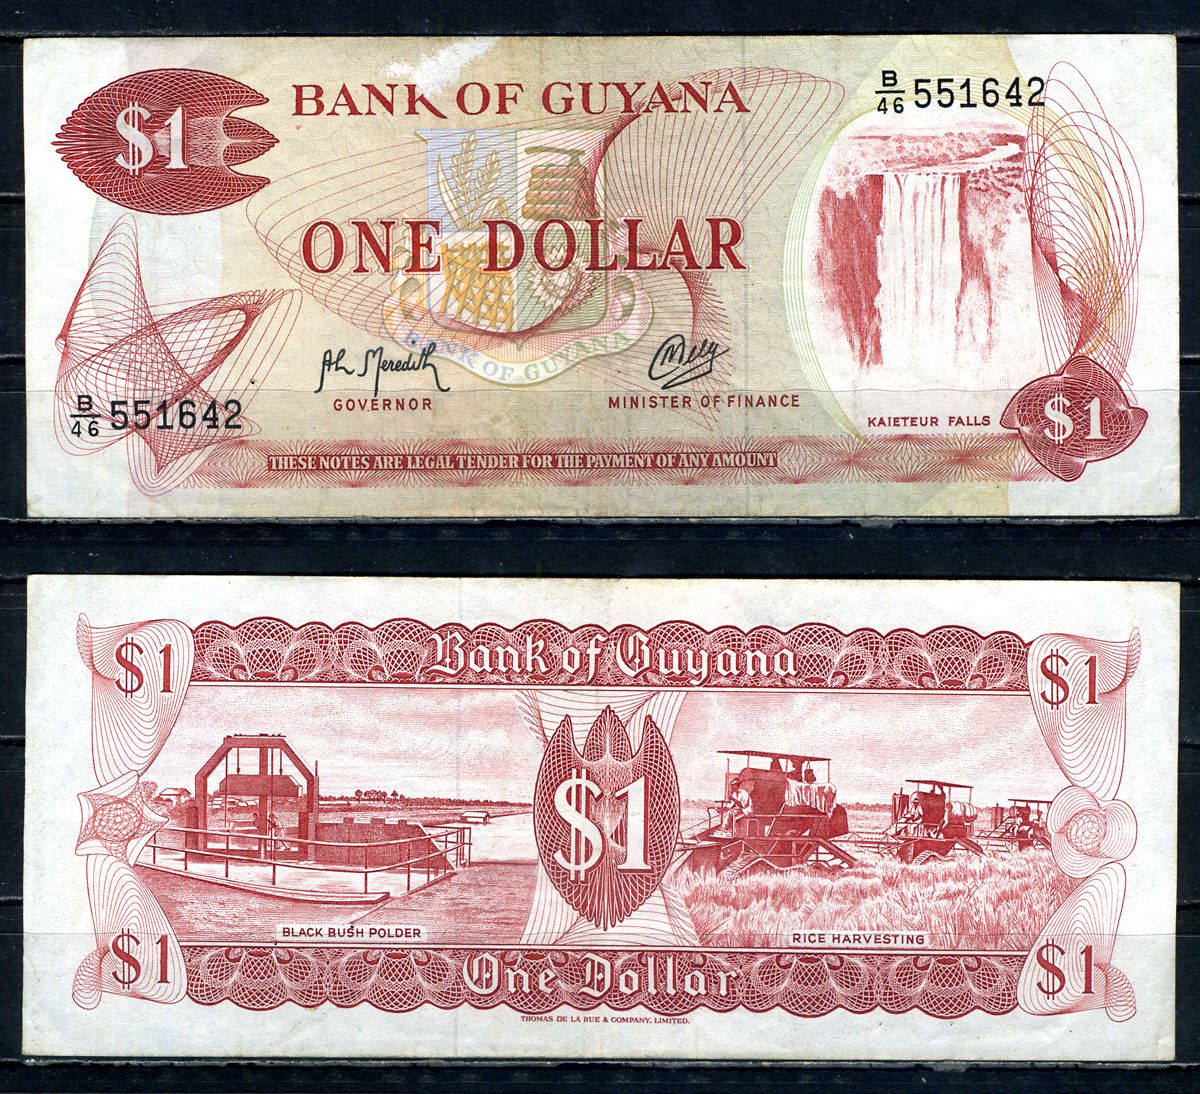 $1
BANK OF GUYANA
B/46 551642
ONE DOLLAR
BANK OF GUYANA
Meredith
GOVERNOR
MINISTER OF FINANCE
KAIETEUR FALLS
B/46 551642
$1
THESE NOTES ARE LEGAL TENDER FOR THE PAYMENT OF ANY AMOUNT
$1
Bank of Guyana
$1
$1
BLACK BUSH POLDER
RICE HARVESTING
$1
One Dollar
$1
THOMAS DE LA RUE & COMPANY, LIMITED.